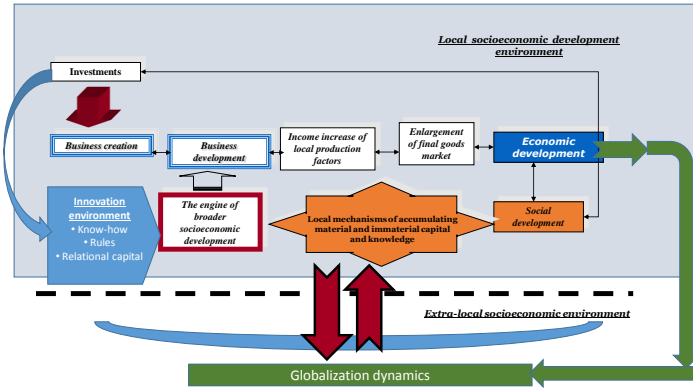 Local socioeconomic development
environment
Investments
Business creation
Business
development
Income increase of
local production
factors
Enlargement
of final goods
market
Economic
development
Innovation
environment
• Know-how
• Rules
• Relational capital
The engine of
broader
socioeconomic
development
Local mechanisms of accumulating
material and immaterial capital
and knowledge
Social
development
Extra-local socioeconomic environment
Globalization dynamics